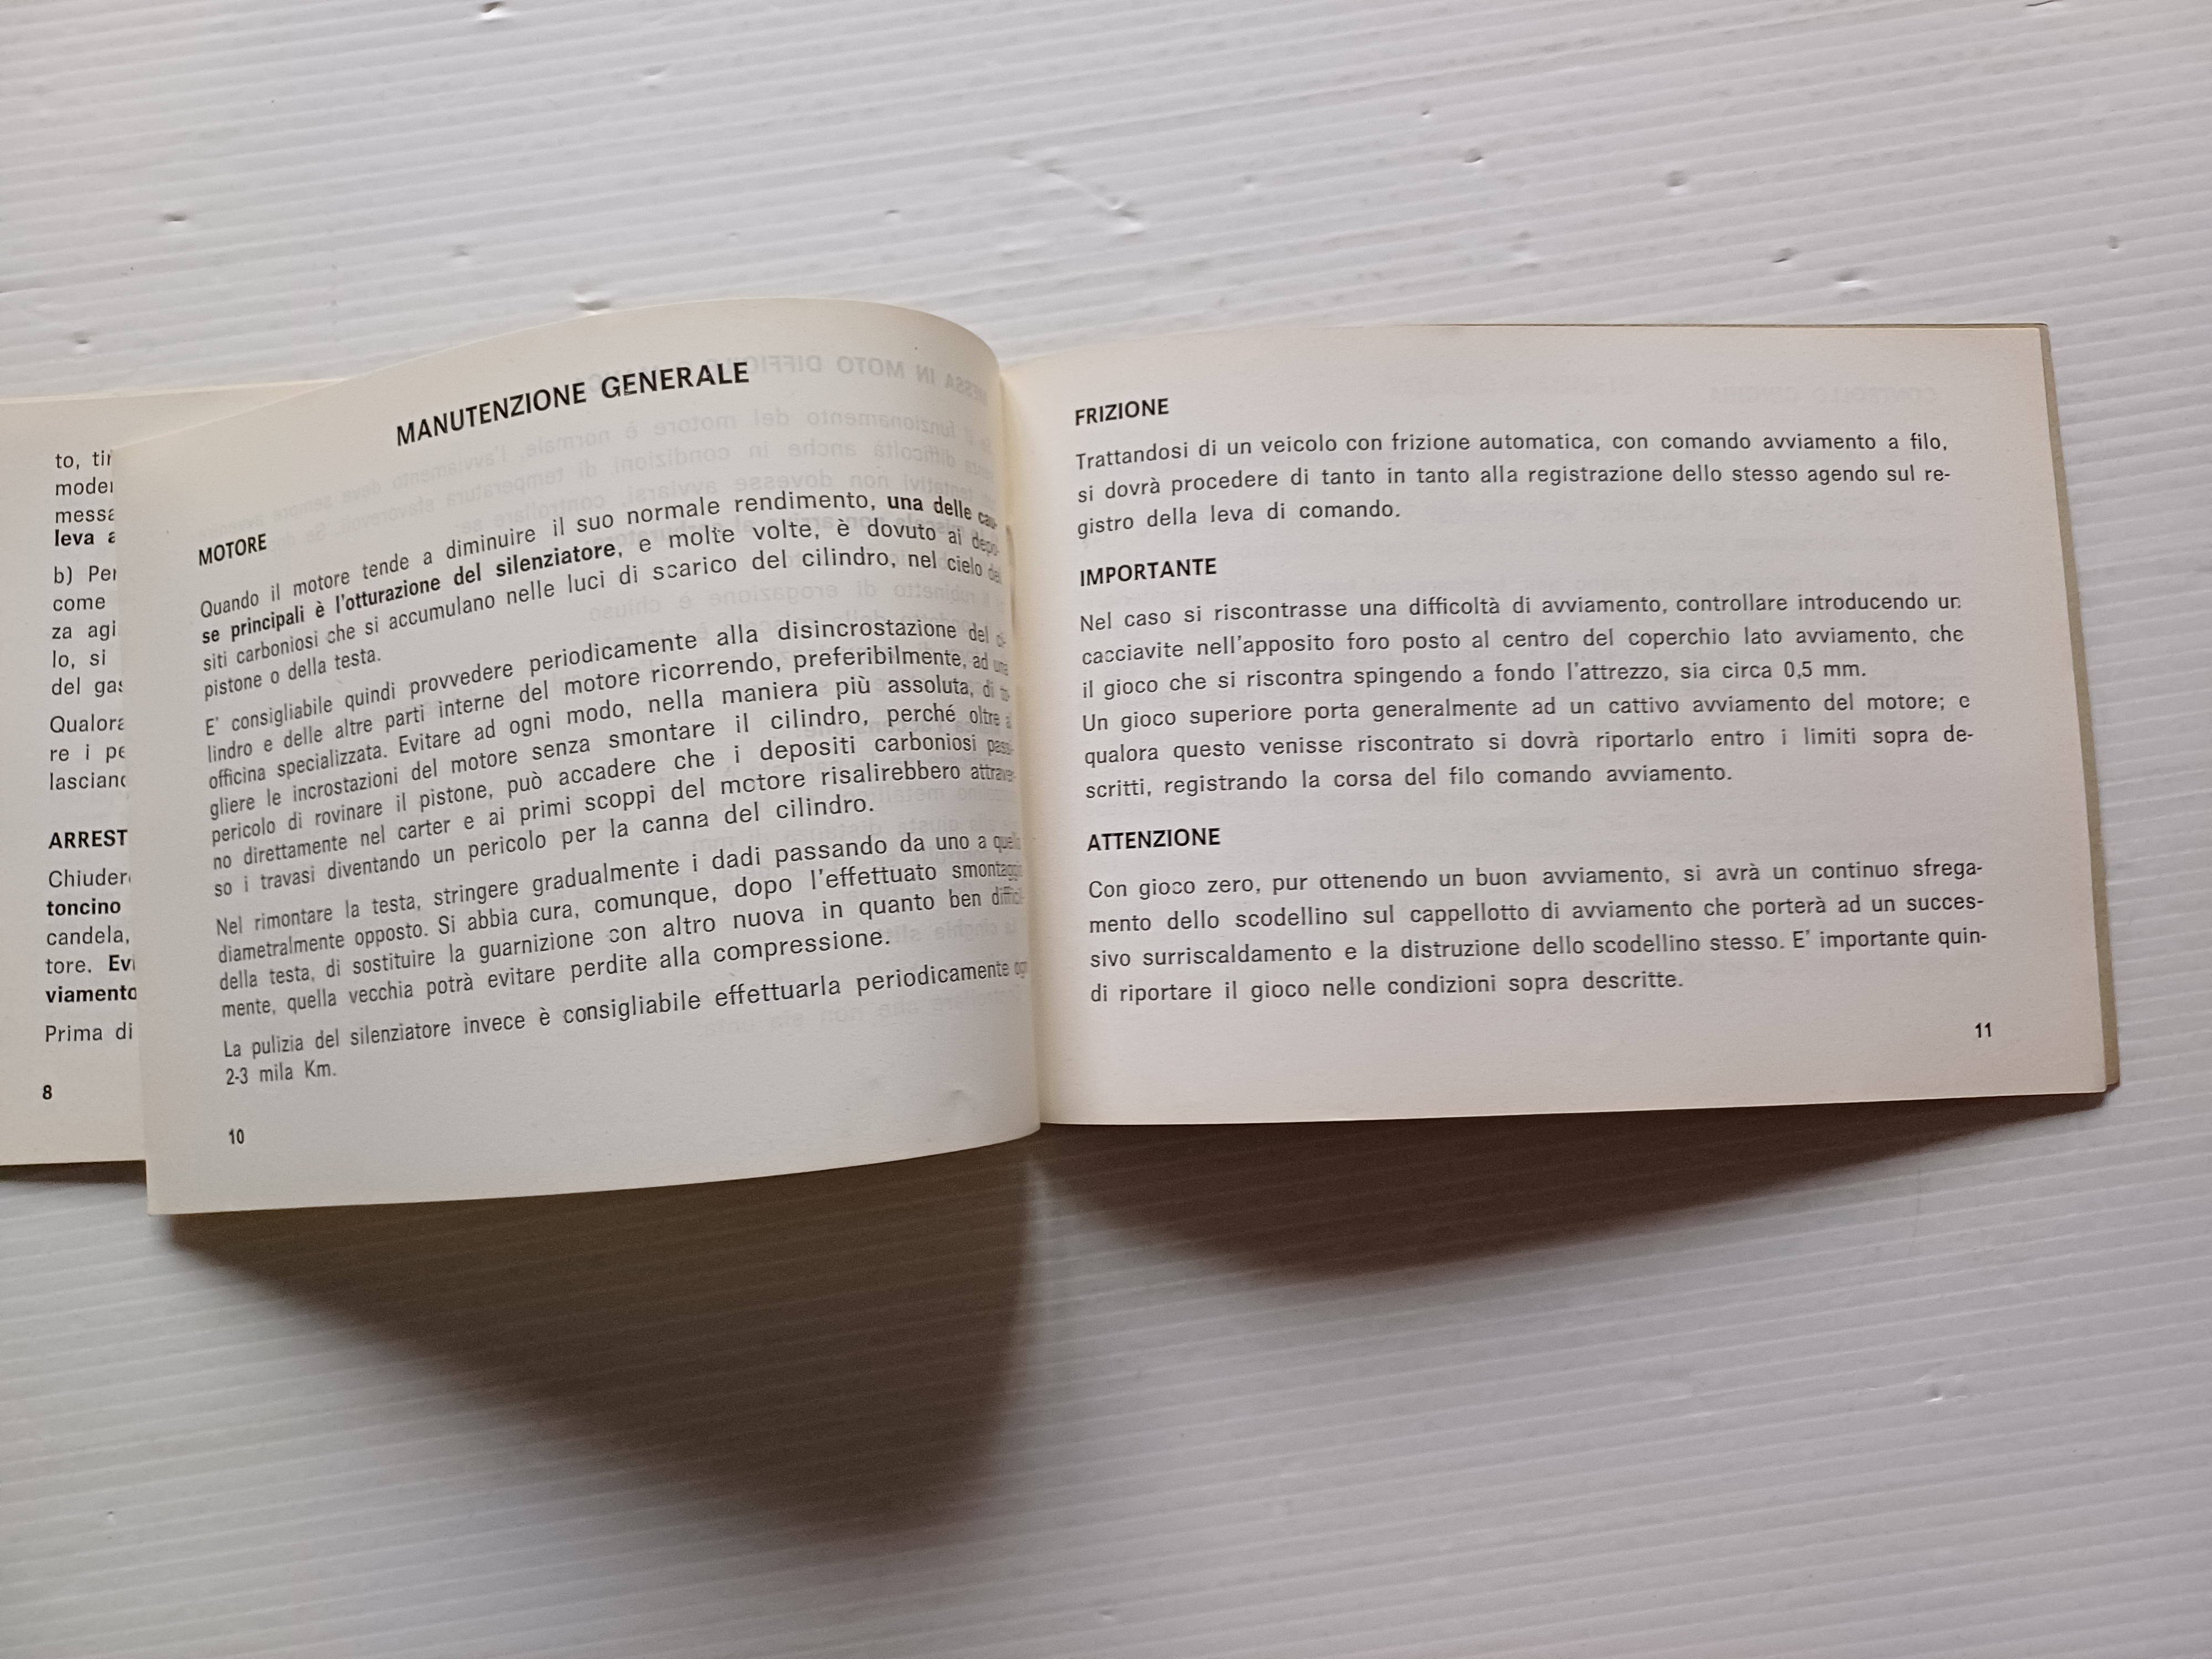 to, tir
model
messa
leva a
b) Per
come
za agi
lo, si
del gas
Qualora
re i pe
lasciand
ARREST
Chiudere
toncino
candela,
tore. Evi
viamento
Prima di
8
MANUTENZIONE GENERALE
MOTORE
Quando il motore tende a diminuire il suo normale rendimento, una delle cau-
se principali è l'otturazione del silenziatore, e molte volte, è dovuto ai depo-
siti carboniosi che si accumulano nelle luci di scarico del cilindro, nel cielo del
pistone o della testa.
E' consigliabile quindi provvedere periodicamente alla disincrostazione del ci-
lindro e delle altre parti interne del motore ricorrendo, preferibilmente, ad una
officina specializzata. Evitare ad ogni modo, nella maniera più assoluta, di to-
gliere le incrostazioni del motore senza smontare il cilindro, perché oltre al
pericolo di rovinare il pistone, può accadere che i depositi carboniosi passi-
no direttamente nel carter e ai primi scoppi del motore risalirebbero attraver-
so i travasi diventando un pericolo per la canna del cilindro.
Nel rimontare la testa, stringere gradualmente i dadi passando da uno a quello
diametralmente opposto. Si abbia cura, comunque, dopo l'effettuato smontaggio
della testa, di sostituire la guarnizione con altro nuova in quanto ben difficil-
mente, quella vecchia potrà evitare perdite alla compressione.
La pulizia del silenziatore invece è consigliabile effettuarla periodicamente ogni
2-3 mila Km.
10
FRIZIONE
Trattandosi di un veicolo con frizione automatica, con comando avviamento a filo,
si dovrà procedere di tanto in tanto alla registrazione dello stesso agendo sul re-
gistro della leva di comando.
IMPORTANTE
Nel caso si riscontrasse una difficoltà di avviamento, controllare introducendo un
cacciavite nell'apposito foro posto al centro del coperchio lato avviamento, che
il gioco che si riscontra spingendo a fondo l'attrezzo, sia circa 0,5 mm.
Un gioco superiore porta generalmente ad un cattivo avviamento del motore; e
qualora questo venisse riscontrato si dovrà riportarlo entro i limiti sopra de-
scritti, registrando la corsa del filo comando avviamento.
ATTENZIONE
Con gioco zero, pur ottenendo un buon avviamento, si avrà un continuo sfrega-
mento dello scodellino sul cappellotto di avviamento che porterà ad un succes-
sivo surriscaldamento e la distruzione dello scodellino stesso. E' importante quin-
di riportare il gioco nelle condizioni sopra descritte.
11